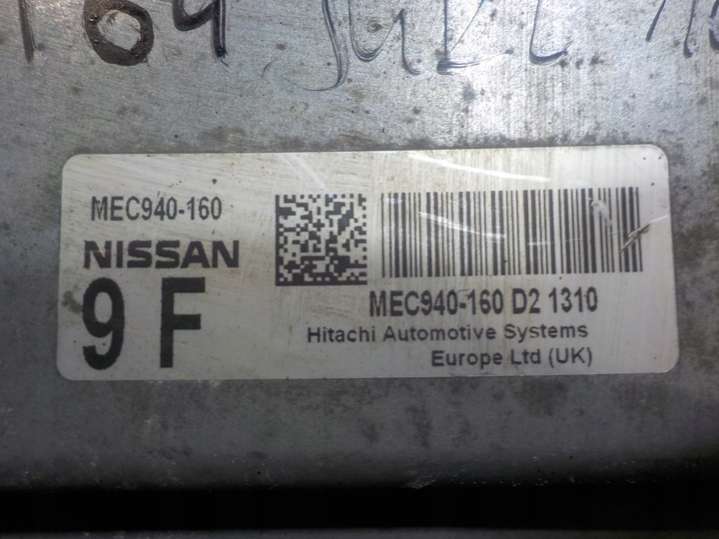 MEC940-160
NISSAN
9 F
MEC940-160 D2 1310
Hitachi Automotive Systems
Europe Ltd (UK)